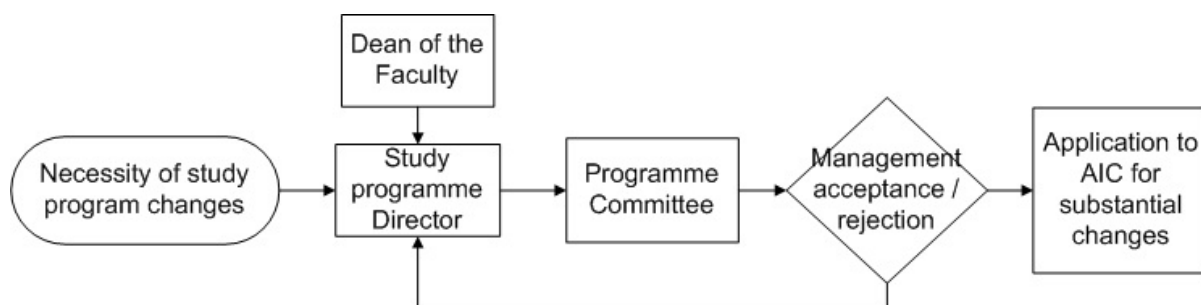 Dean of the
Faculty
Necessity of study
program changes
Study
programme
Director
Programme
Committee
Management
acceptance /
rejection
Application to
AIC for
substantial
changes